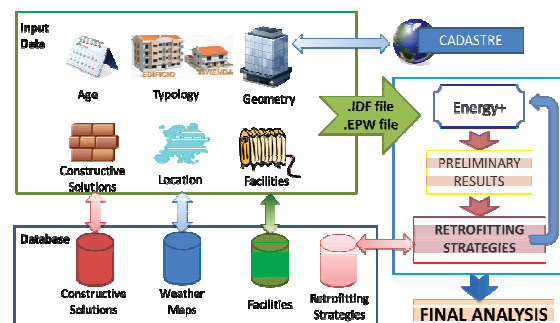 Input
Data
CADASTRE
EDIFICIO
VIVIENDA
Age
Typology
Geometry
.IDF file
.EPW file
Energy+
PRELIMINARY
RESULTS
Constructive
Solutions
Location
Facilities
RETROFITTING
STRATEGIES
Database
Constructive
Solutions
Weather
Maps
Facilities
Retrofitting
Strategies
FINAL ANALYSIS